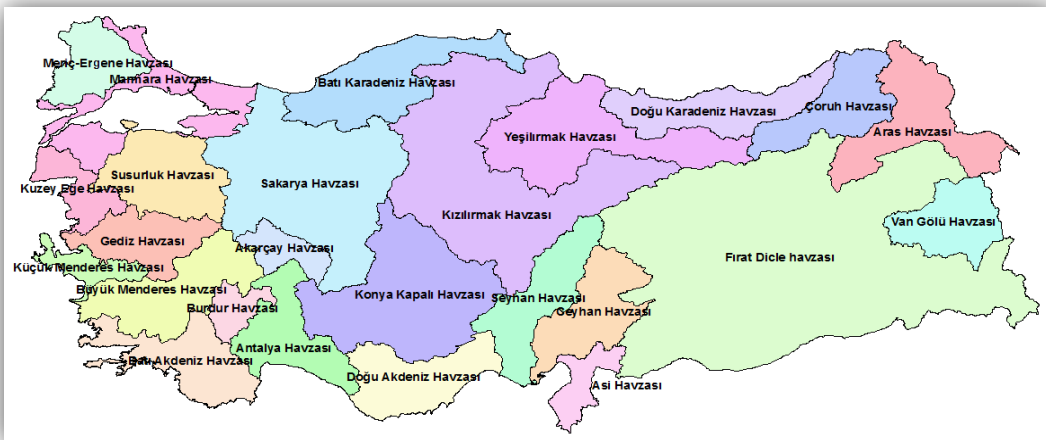 Meriç-Ergene Havzası
Marmara Havzası
Batı Karadeniz Havzası
Doğu Karadeniz Havzası
Çoruh Havzası
Yeşilırmak Havzası
Aras Havzası
Susurluk Havzası
Kuzey Ege Havzası
Sakarya Havzası
Kızılırmak Havzası
Van Gölü Havzası
Gediz Havzası
Akarçay Havzası
Fırat Dicle havzası
Küçük Menderes Havzası
Büyük Menderes Havzası
Konya Kapalı Havzası
Seyhan Havzası
Burdur Havzası
Ceyhan Havzası
Antalya Havzası
Batı Akdeniz Havzası
Doğu Akdeniz Havzası
Asi Havzası